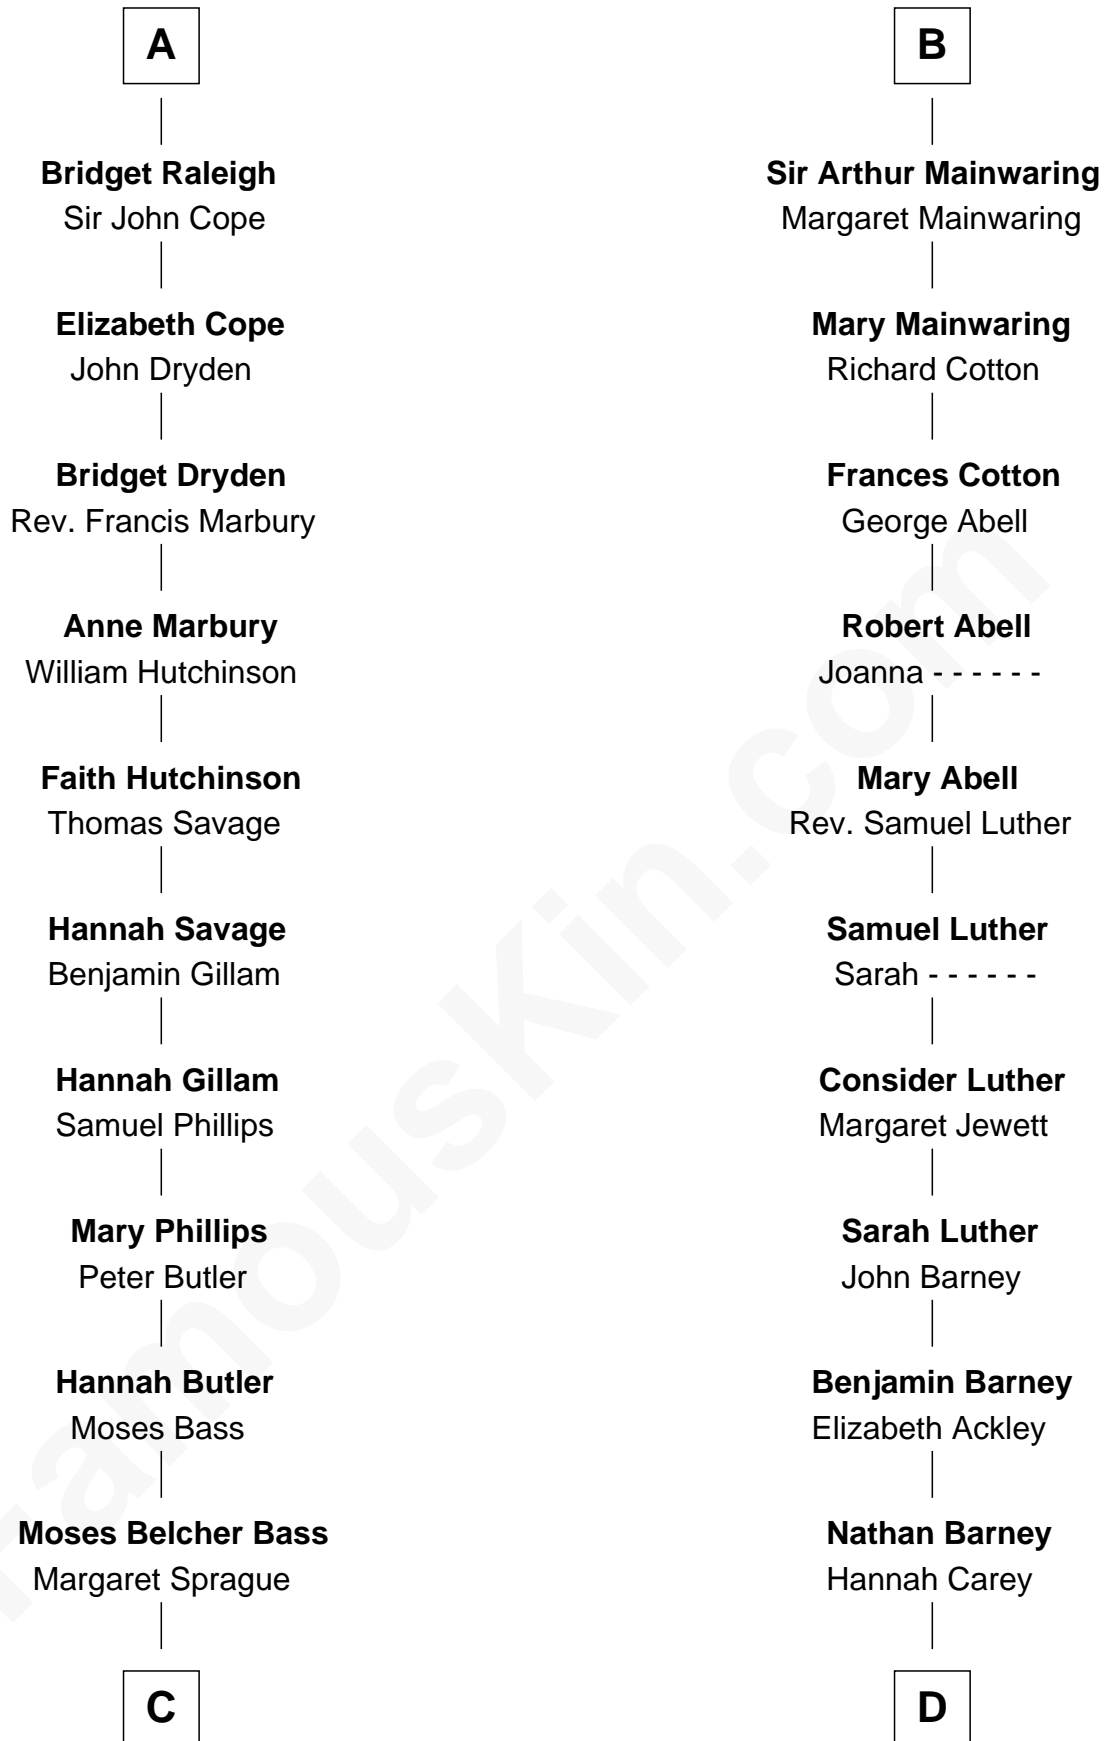 A
Bridget Raleigh
Sir John Cope
Elizabeth Cope
John Dryden
Bridget Dryden
Rev. Francis Marbury
Anne Marbury
William Hutchinson
Faith Hutchinson
Thomas Savage
Hannah Savage
Benjamin Gillam
Hannah Gillam
Samuel Phillips
Mary Phillips
Peter Butler
Hannah Butler
Moses Bass
Moses Belcher Bass
Margaret Sprague
C
B
Sir Arthur Mainwaring
Margaret Mainwaring
Mary Mainwaring
Richard Cotton
Frances Cotton
George Abell
Robert Abell
Joanna - - - - - -
Mary Abell
Rev. Samuel Luther
Samuel Luther
Sarah - - - - - -
Consider Luther
Margaret Jewett
Sarah Luther
John Barney
Benjamin Barney
Elizabeth Ackley
Nathan Barney
Hannah Carey
D
FamousKin.com